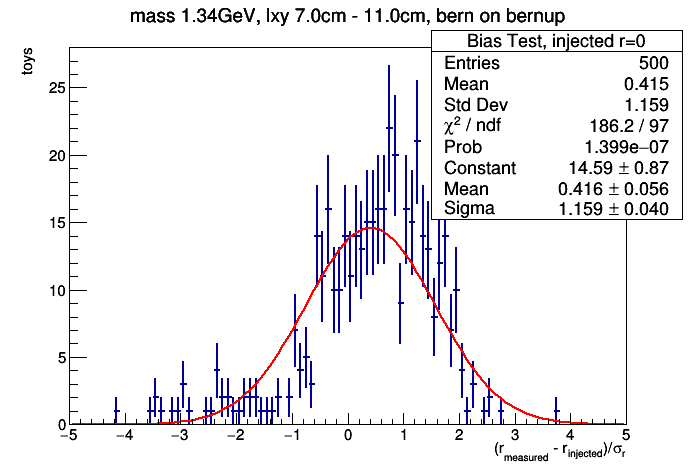 mass 1.34GeV, lxy 7.0cm - 11.0cm, bern on bernup
toys
Bias Test, injected r=0
Entries 500
Mean 0.415
Std Dev 1.159
χ² / ndf 186.2 / 97
Prob 1.399e−07
Constant 14.59 ± 0.87
Mean 0.416 ± 0.056
Sigma 1.159 ± 0.040
25
20
15
10
5
0
−5 −4 −3 −2 −1 0 1 2 3 4 5
(r_measured - r_injected)/σ_r